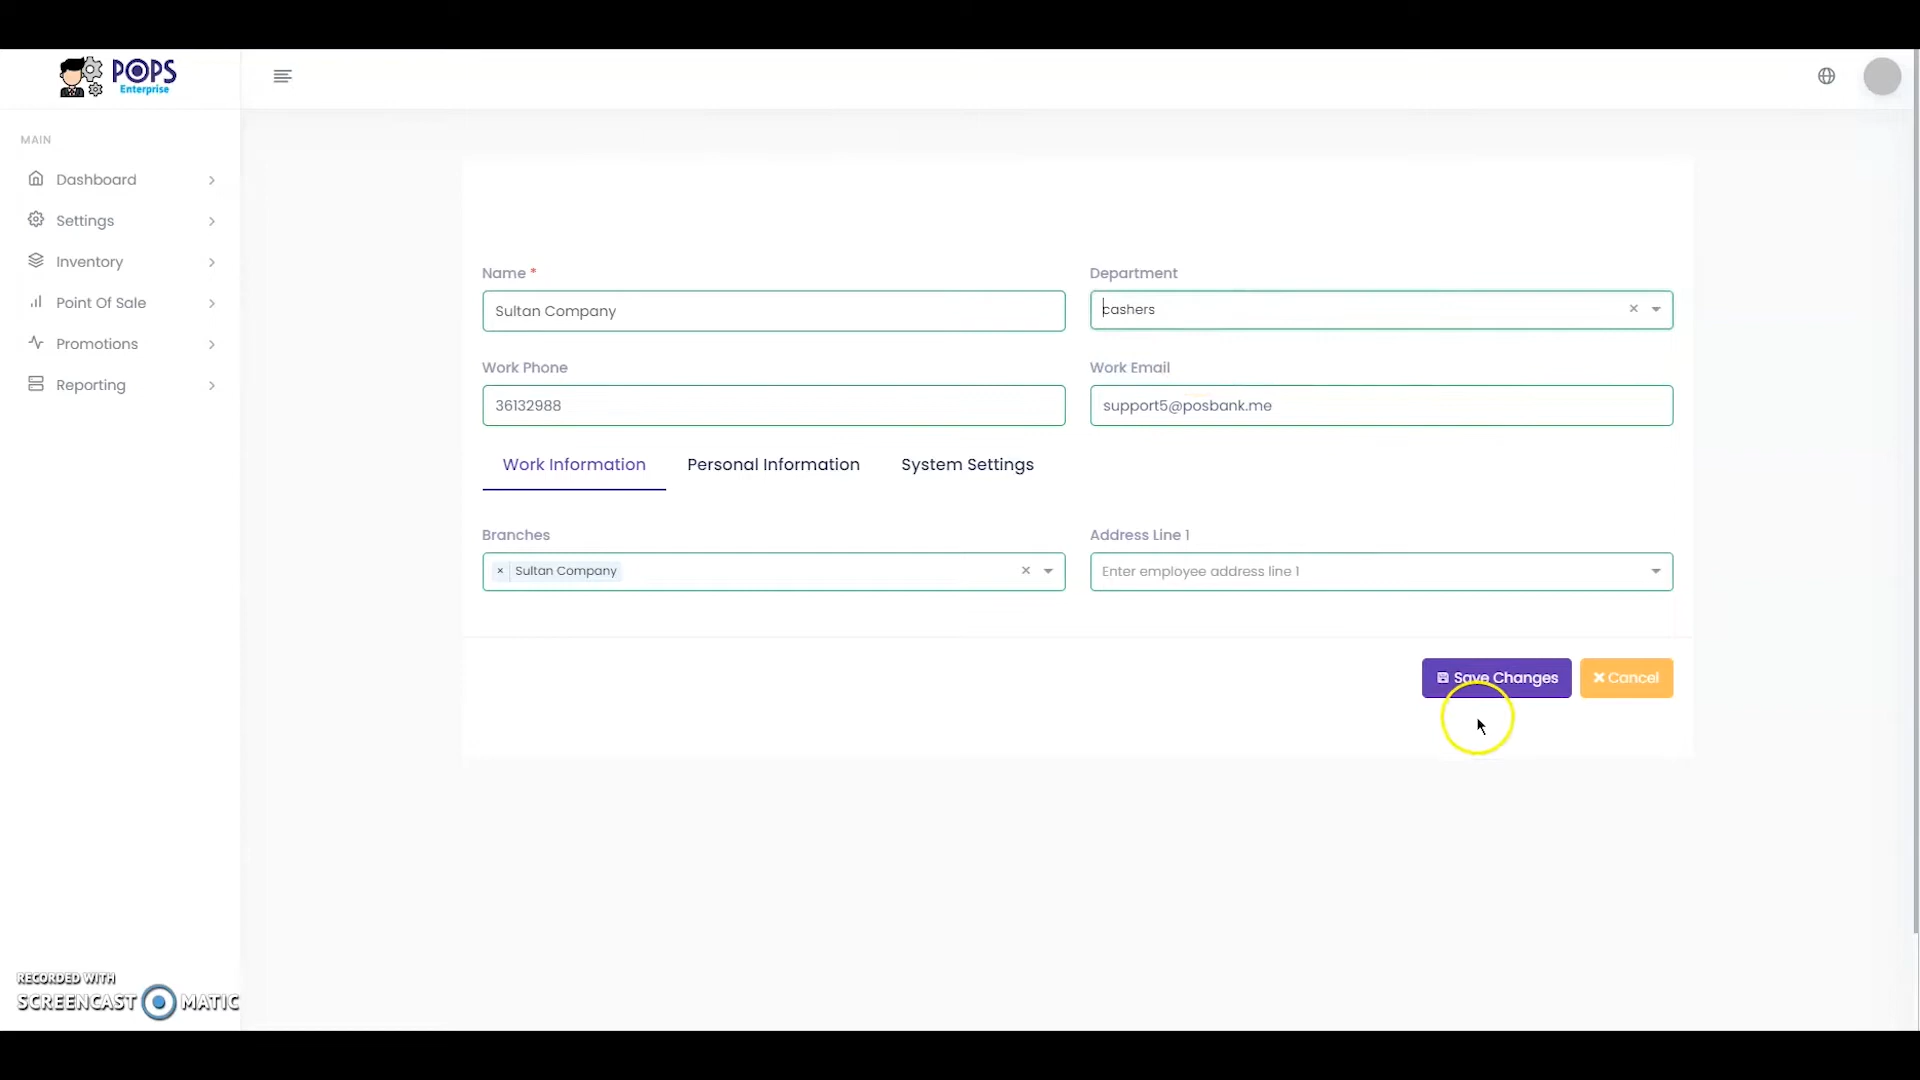 POPS
Enterprise
MAIN
Dashboard
Settings
Inventory
Point Of Sale
Promotions
Reporting
Name *
Sultan Company
Department
cashers
Work Phone
36132988
Work Email
support5@posbank.me
Work Information
Personal Information
System Settings
Branches
× Sultan Company
Address Line 1
Enter employee address line 1
Save Changes
Cancel
RECORDED WITH
SCREENCAST MATIC